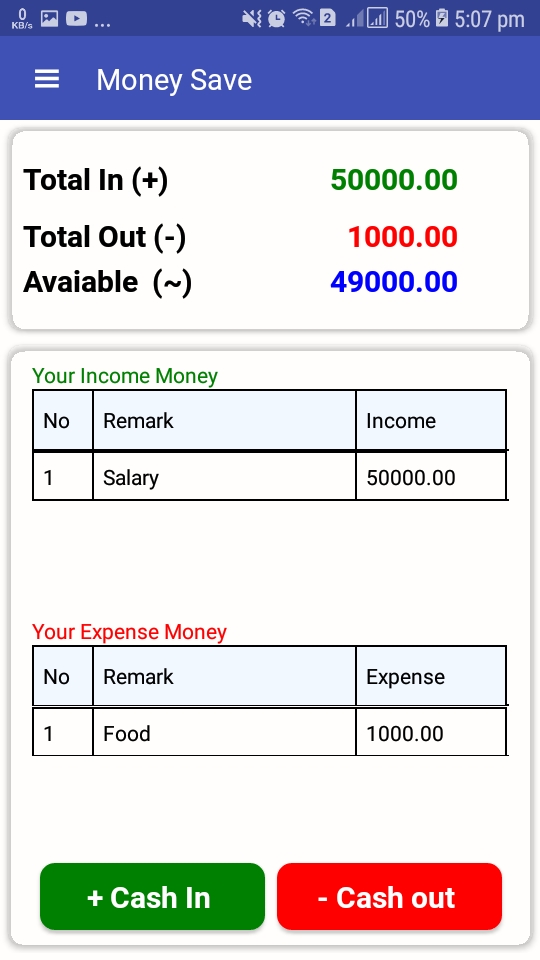 0 KB/s ... 2 50% 5:07 pm
Money Save
Total In (+) 50000.00
Total Out (-) 1000.00
Avaiable (~) 49000.00
Your Income Money
No Remark Income
1 Salary 50000.00
Your Expense Money
No Remark Expense
1 Food 1000.00
+ Cash In - Cash out